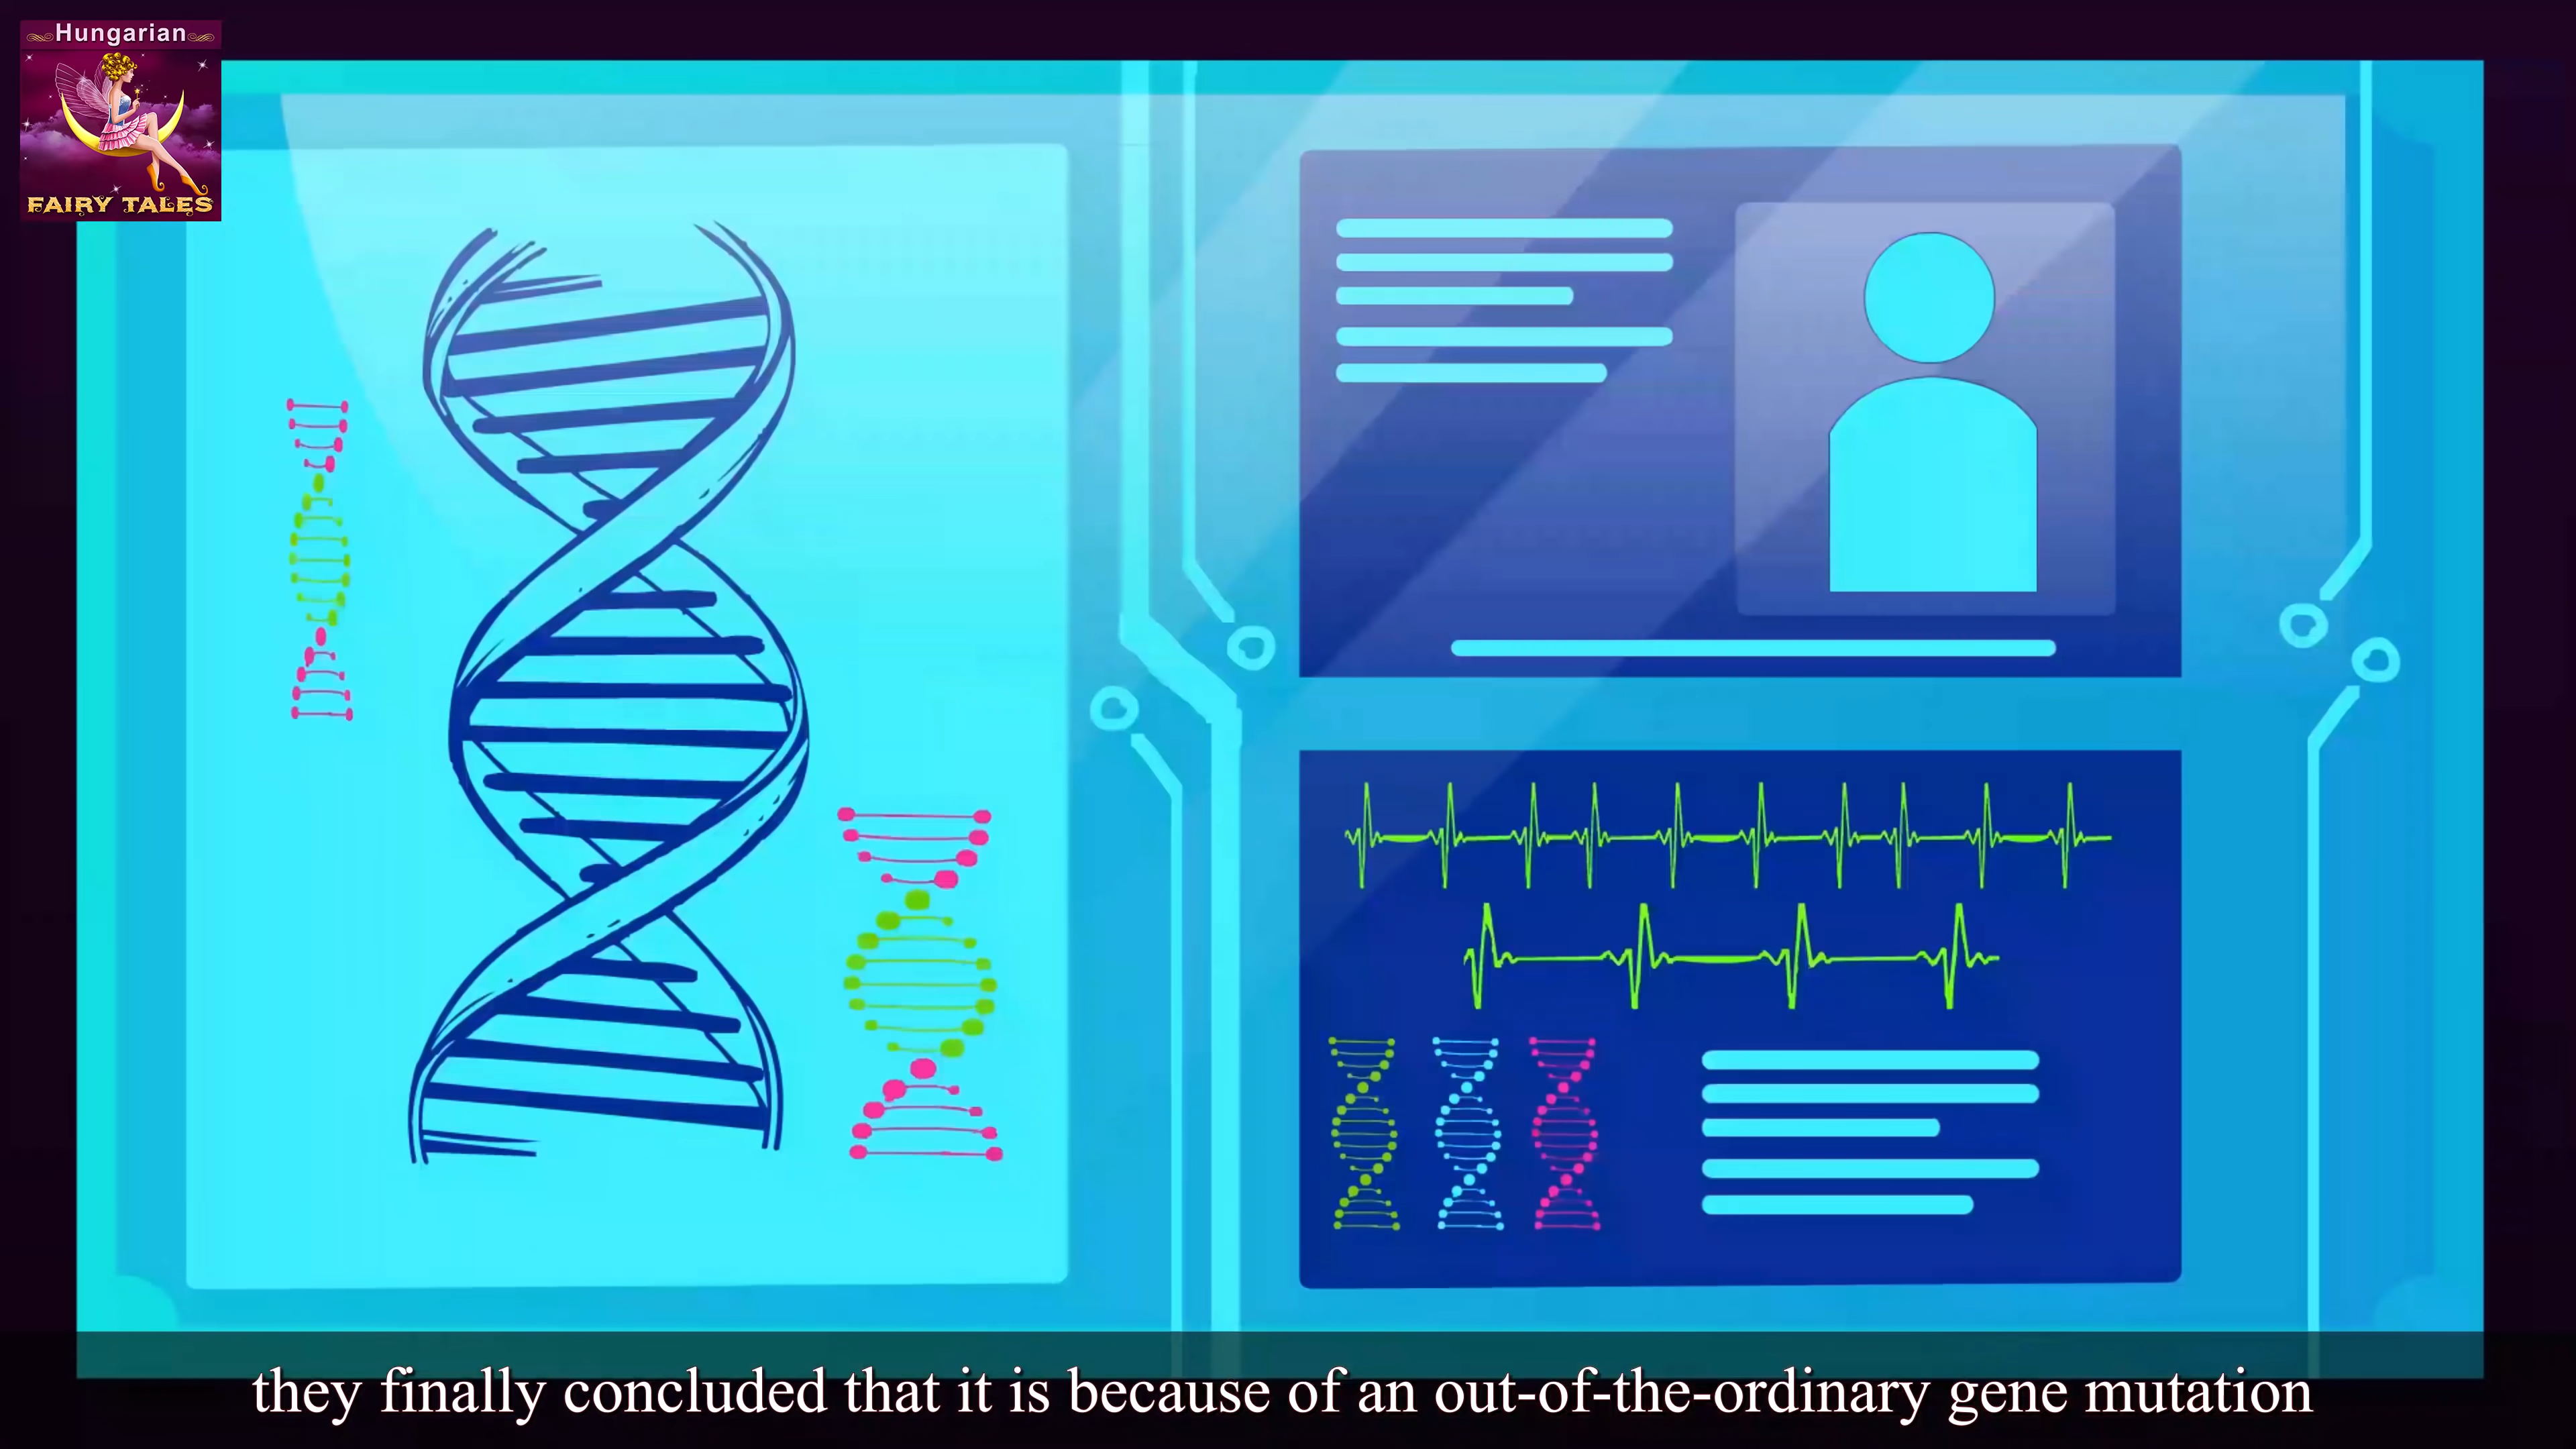 Hungarian
FAIRY TALES
they finally concluded that it is because of an out-of-the-ordinary gene mutation